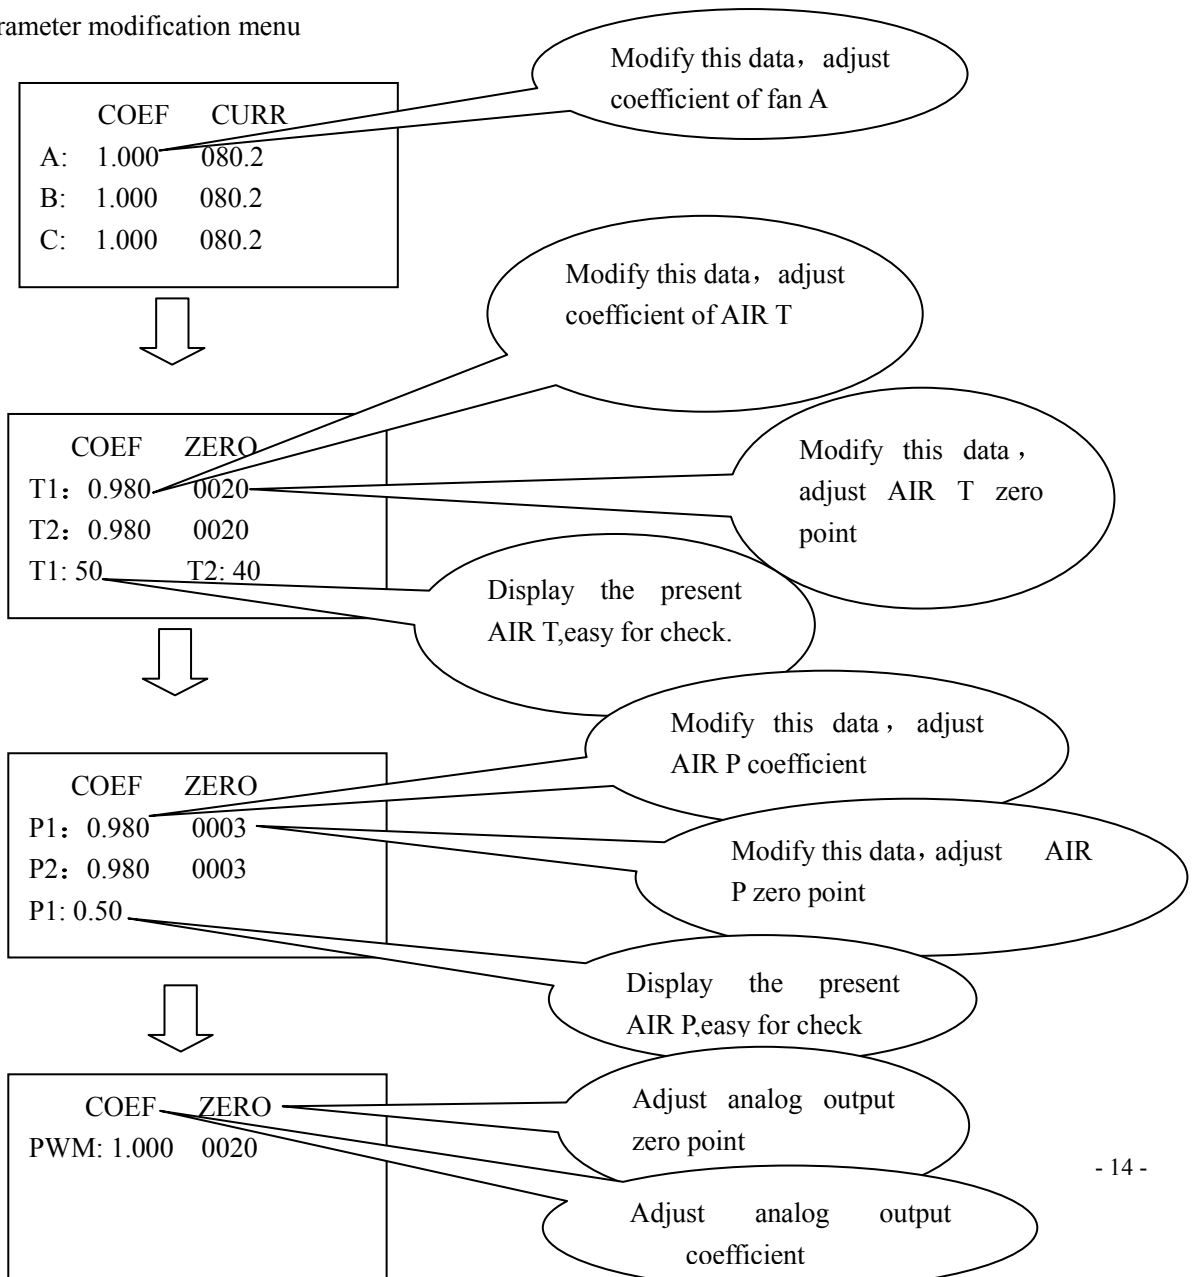 rameter modification menu
Modify this data，adjust
coefficient of fan A
COEF CURR
A: 1.000 080.2
B: 1.000 080.2
C: 1.000 080.2
Modify this data，adjust
coefficient of AIR T
COEF ZERO
T1：0.980 0020
T2：0.980 0020
T1: 50 T2: 40
Modify this data，
adjust AIR T zero
point
Display the present
AIR T,easy for check.
Modify this data，adjust
AIR P coefficient
COEF ZERO
P1：0.980 0003
P2：0.980 0003
P1: 0.50
Modify this data，adjust AIR
P zero point
Display the present
AIR P,easy for check
COEF ZERO
PWM: 1.000 0020
Adjust analog output
zero point
Adjust analog output
coefficient
- 14 -